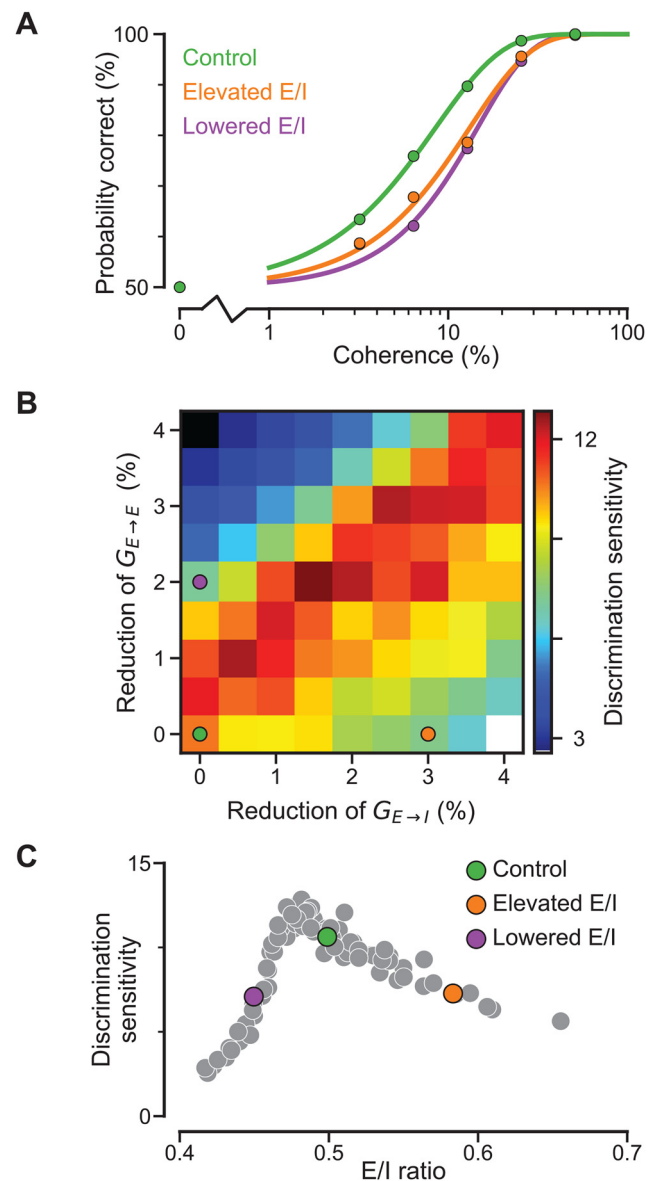 A
100
Control
Elevated E/I
Lowered E/I
Probability correct (%)
50
0
1
10
100
Coherence (%)
B
4
3
2
1
0
Reduction of G E→E (%)
0
1
2
3
4
Reduction of G E→I (%)
12
3
Discrimination sensitivity
C
15
Control
Elevated E/I
Lowered E/I
Discrimination
sensitivity
0
0.4
0.5
0.6
0.7
E/I ratio